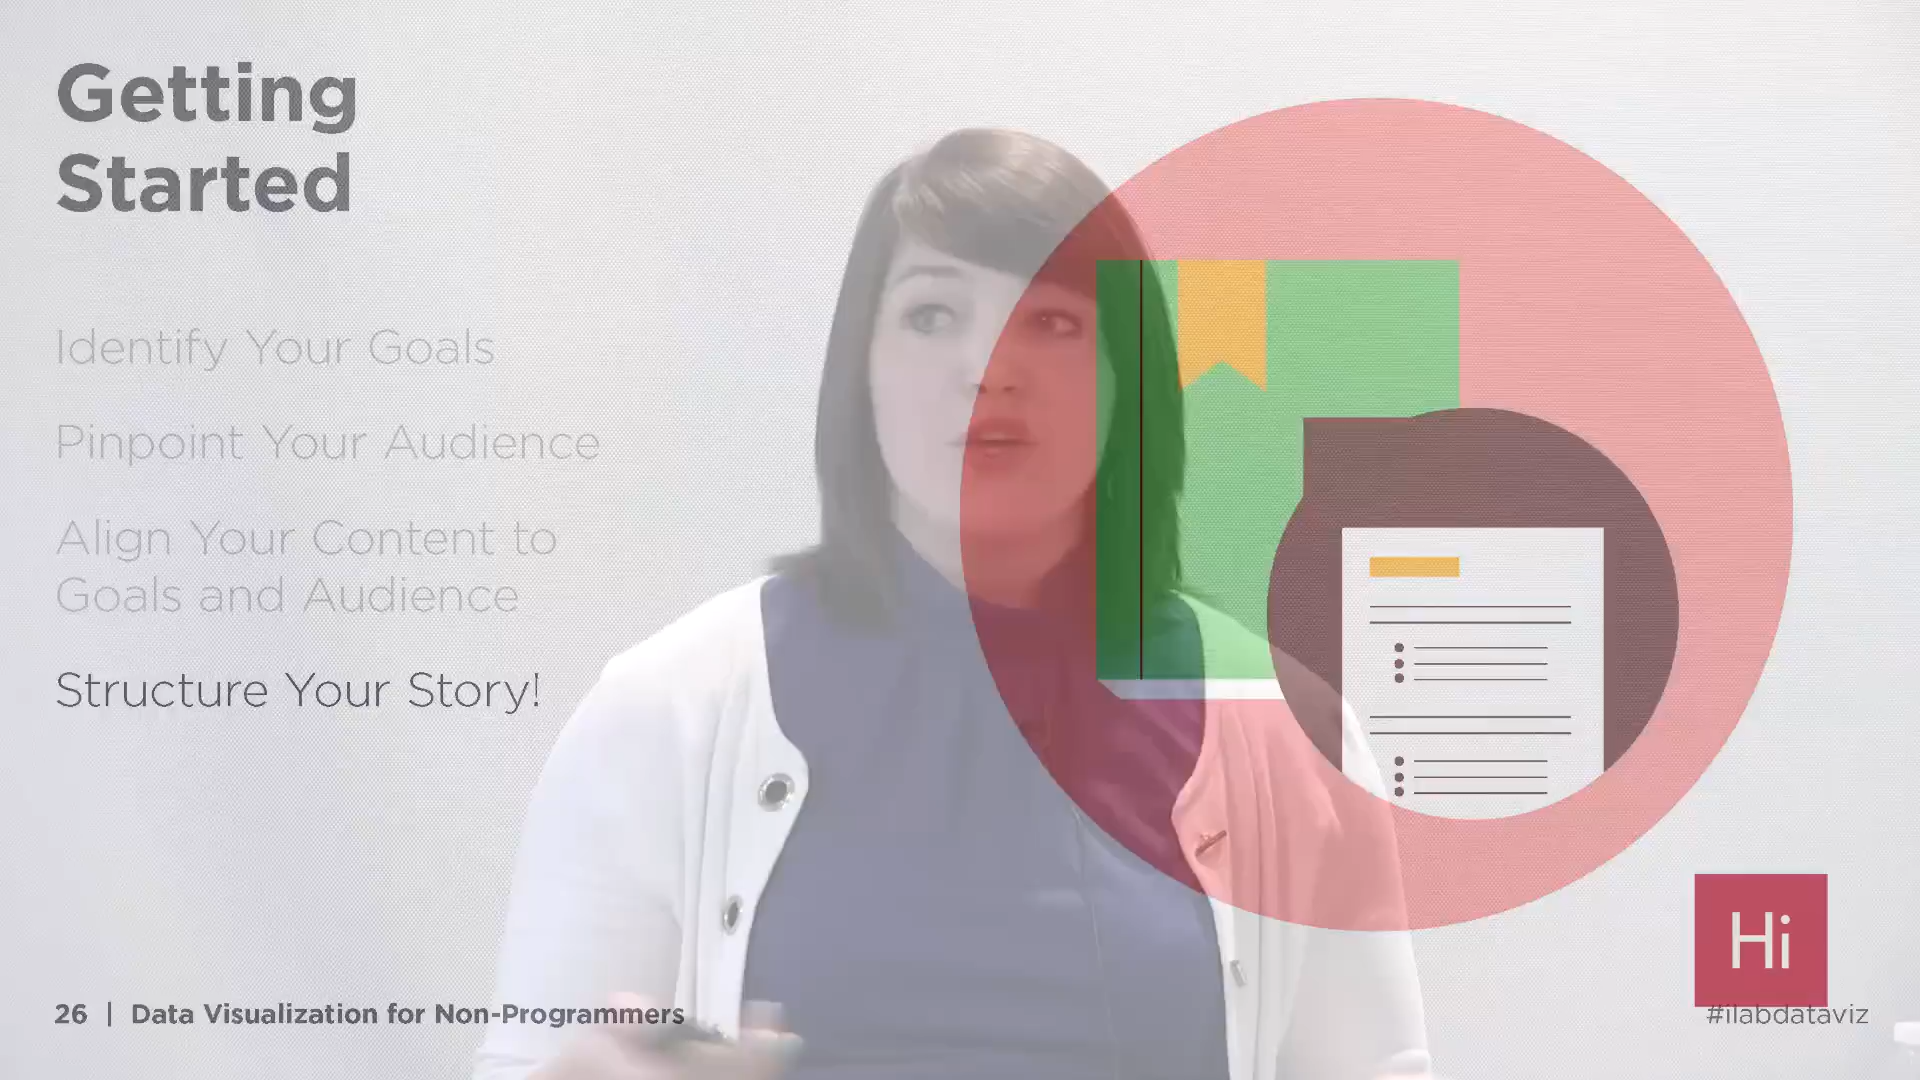 Getting
Started
Identify Your Goals
Pinpoint Your Audience
Align Your Content to
Goals and Audience
Structure Your Story!
Hi
26 | Data Visualization for Non-Programmers
#ilabdataviz